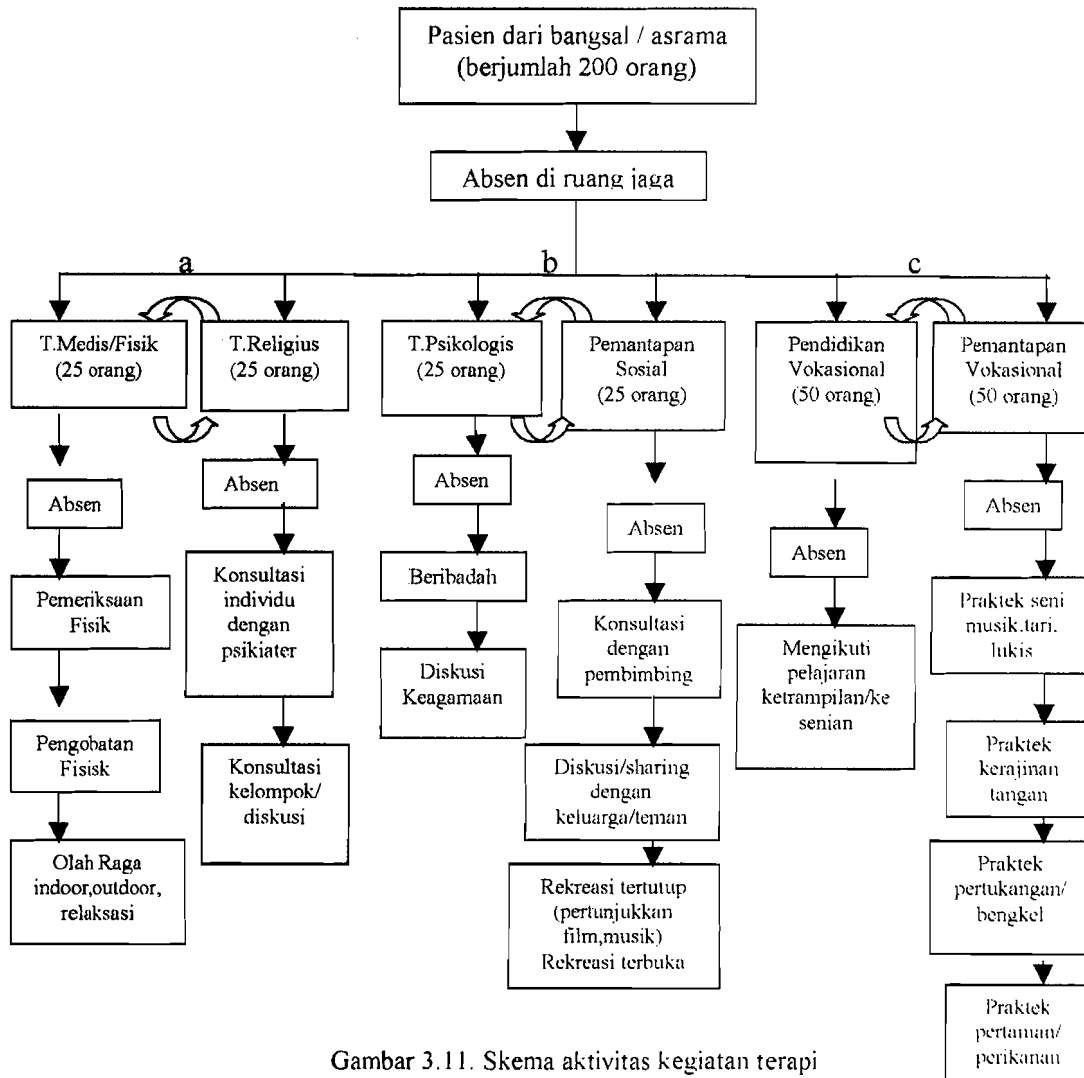 Pasien dari bangsal / asrama
(berjumlah 200 orang)
Absen di ruang jaga
a
b
c
T.Medis/Fisik
(25 orang)
T.Religius
(25 orang)
T.Psikologis
(25 orang)
Pemantapan
Sosial
(25 orang)
Pendidikan
Vokasional
(50 orang)
Pemantapan
Vokasional
(50 orang)
Absen
Pemeriksaan
Fisik
Pengobatan
Fisisk
Olah Raga
indoor,outdoor,
relaksasi
Absen
Konsultasi
individu
dengan
psikiater
Konsultasi
kelompok/
diskusi
Absen
Beribadah
Diskusi
Keagamaan
Absen
Konsultasi
dengan
pembimbing
Diskusi/sharing
dengan
keluarga/teman
Rekreasi tertutup
(pertunjukkan
film,musik)
Rekreasi terbuka
Absen
Mengikuti
pelajaran
ketrampilan/ke
senian
Absen
Praktek seni
musik.tari.
lukis
Praktek
kerajinan
tangan
Praktek
pertukangan/
bengkel
Praktek
pertaman/
perikanan
Gambar 3.11. Skema aktivitas kegiatan terapi